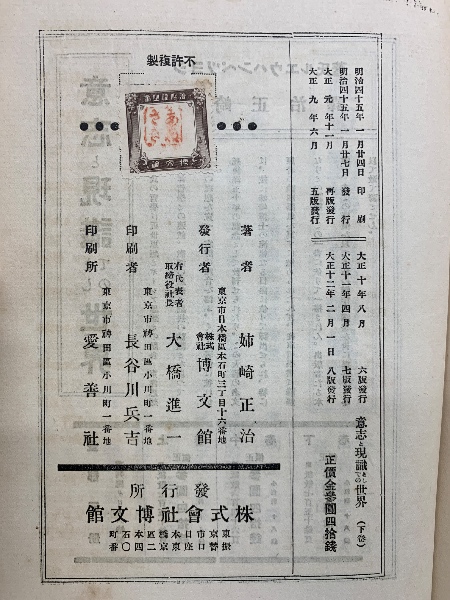 明治四十五年一月廿四日印刷
明治四十五年一月廿七日發行
大正元年十一月再版發行
大正九年六月五版發行
大正十年八月六版發行
大正十一年四月七版發行
大正十二年二月一日八版發行
意志と現識としての世界（下卷）
正價金參圓四拾錢
不許複製
著者 姉崎正治
東京市日本橋區本石町三丁目十六番地
發行者 株式會社 博文館
右代表者 取締役社長 大橋進一
東京市神田區小川町一番地
印刷者 長谷川兵吉
東京市神田區小川町一番地
印刷所 愛善社
發行所
株式會社博文館
東京市日本橋區本石町
振替口座東京二四〇番